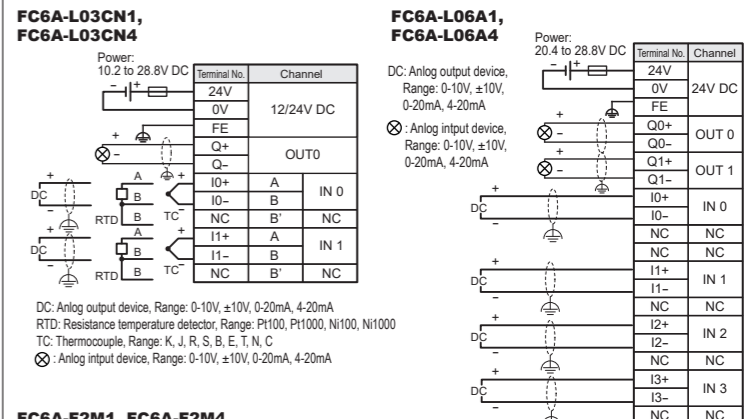 FC6A-L03CN1,
FC6A-L03CN4
Power:
10.2 to 28.8V DC
Terminal No. Channel
24V
0V 12/24V DC
FE
Q+
Q– OUT0
I0+ A
I0– B IN 0
NC B' NC
I1+ A
I1– B IN 1
NC B' NC
+
–
A +
B
B
DC
RTD
TC
–
A +
B
B
DC
RTD
TC
–
DC: Anlog output device, Range: 0-10V, ±10V, 0-20mA, 4-20mA
RTD: Resistance temperature detector, Range: Pt100, Pt1000, Ni100, Ni1000
TC: Thermocouple, Range: K, J, R, S, B, E, T, N, C
: Anlog intput device, Range: 0-10V, ±10V, 0-20mA, 4-20mA
FC6A-L06A1,
FC6A-L06A4
Power:
20.4 to 28.8V DC
DC: Anlog output device,
Range: 0-10V, ±10V,
0-20mA, 4-20mA
: Anlog intput device,
Range: 0-10V, ±10V,
0-20mA, 4-20mA
Terminal No. Channel
24V
0V 24V DC
FE
Q0+
Q0– OUT 0
Q1+
Q1– OUT 1
I0+
I0– IN 0
NC NC
NC NC
I1+
I1– IN 1
NC NC
I2+
I2– IN 2
NC NC
I3+
I3– IN 3
NC NC
DC
DC
DC
DC